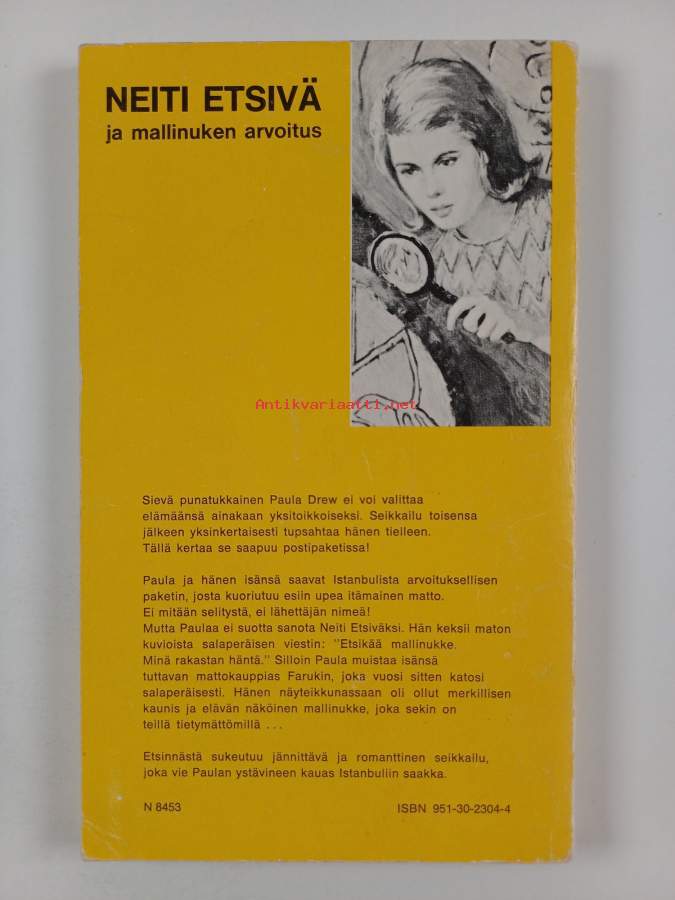 NEITI ETSIVÄ
ja mallinuken arvoitus
Antikvariaatti.net
Sievä punatukkainen Paula Drew ei voi valittaa
elämäänsä ainakaan yksitoikkoiseksi. Seikkailu toisensa
jälkeen yksinkertaisesti tupsahtaa hänen tielleen.
Tällä kertaa se saapuu postipaketissa!
Paula ja hänen isänsä saavat Istanbulista arvoituksellisen
paketin, josta kuoriutuu esiin upea itämainen matto.
Ei mitään selitystä, ei lähettäjän nimeä!
Mutta Paulaa ei suotta sanota Neiti Etsiväksi. Hän keksii maton
kuvioista salaperäisen viestin: "Etsikää mallinukke.
Minä rakastan häntä." Silloin Paula muistaa isänsä
tuttavan mattokauppias Farukin, joka vuosi sitten katosi
salaperäisesti. Hänen näyteikkunassaan oli ollut merkillisen
kaunis ja elävän näköinen mallinukke, joka sekin on
teillä tietymättömillä ...
Etsinnästä sukeutuu jännittävä ja romanttinen seikkailu,
joka vie Paulan ystävineen kauas Istanbuliin saakka.
N 8453
ISBN 951-30-2304-4